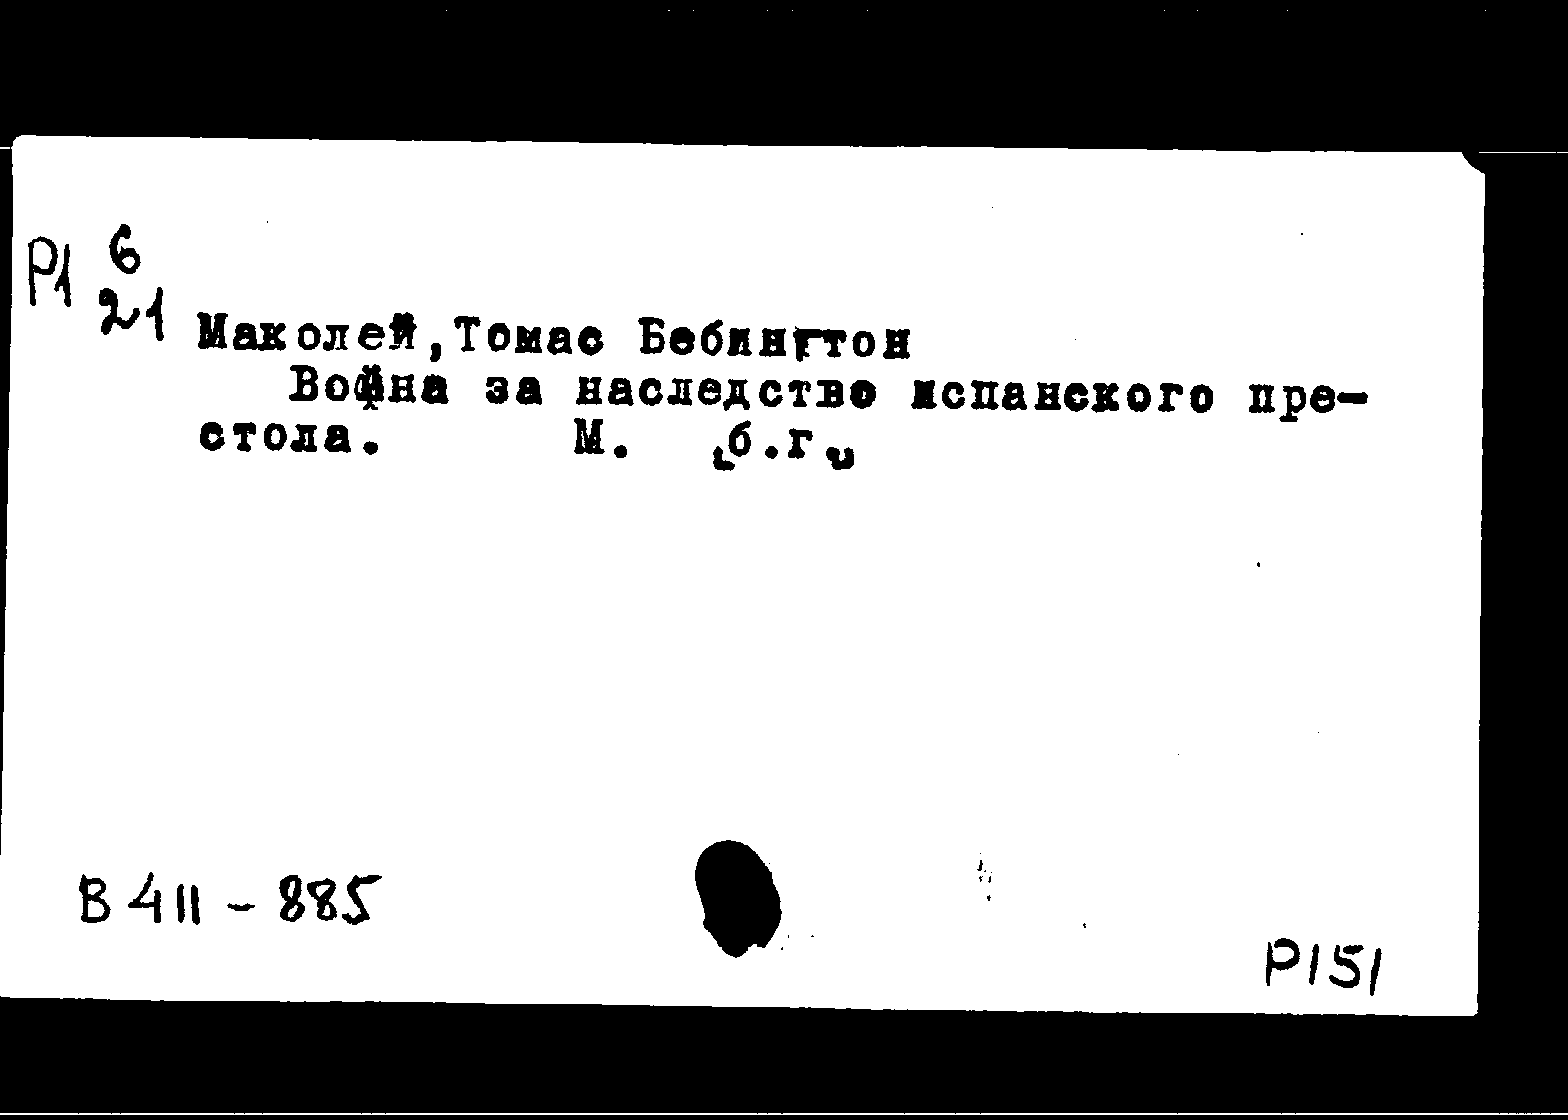 Р1 6
21
Маколей, Томас Бебингтон
Война за наследство испанского пре-
стола. М. [б.г.]
В 411 - 885
Р151